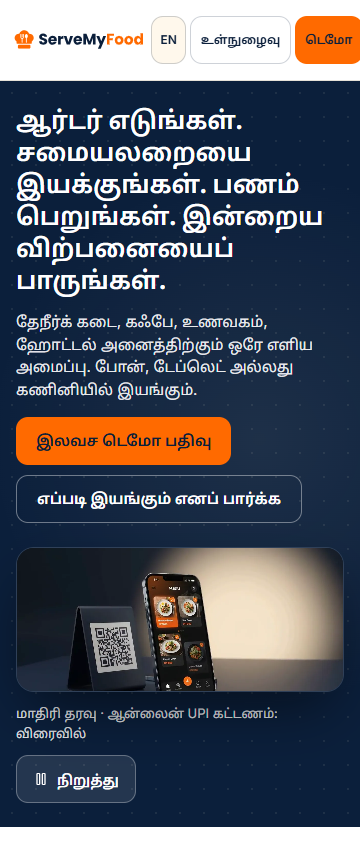 ServeMyFood EN உள்நுழைவு டெமோ
ஆர்டர் எடுங்கள்.
சமையலறையை
இயக்குங்கள். பணம்
பெறுங்கள். இன்றைய
விற்பனையைப்
பாருங்கள்.
தேநீர்க் கடை, கஃபே, உணவகம்,
ஹோட்டல் அனைத்திற்கும் ஒரே எளிய
அமைப்பு. போன், டேப்லெட் அல்லது
கணினியில் இயங்கும்.
இலவச டெமோ பதிவு
எப்படி இயங்கும் எனப் பார்க்க
மாதிரி தரவு · ஆன்லைன் UPI கட்டணம்:
விரைவில்
நிறுத்து